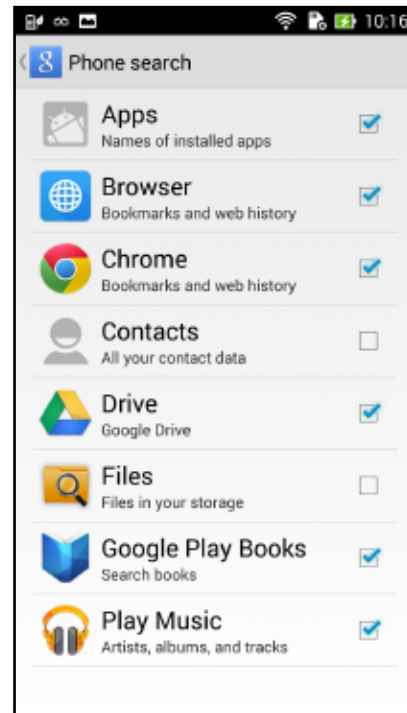 10:16
Phone search
Apps
Names of installed apps
Browser
Bookmarks and web history
Chrome
Bookmarks and web history
Contacts
All your contact data
Drive
Google Drive
Files
Files in your storage
Google Play Books
Search books
Play Music
Artists, albums, and tracks